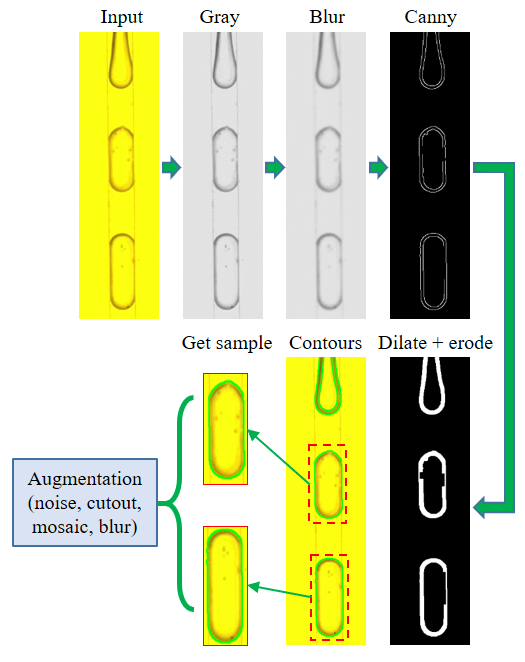 Input
Gray
Blur
Canny
Get sample
Contours
Dilate + erode
Augmentation
(noise, cutout,
mosaic, blur)